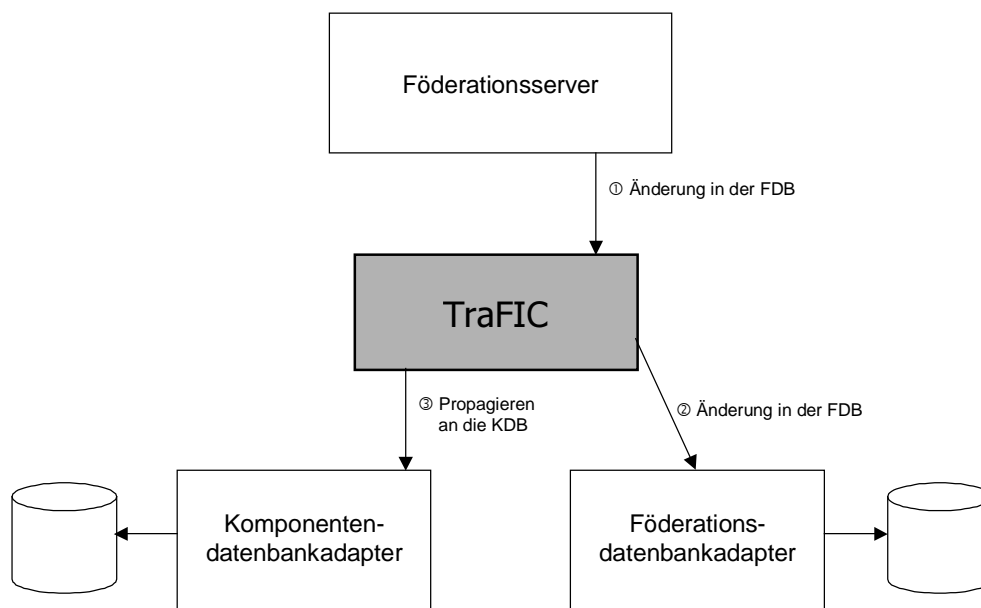 Föderationsserver
① Änderung in der FDB
TraFIC
③ Propagieren
an die KDB
② Änderung in der FDB
Komponenten-
datenbankadapter
Föderations-
datenbankadapter